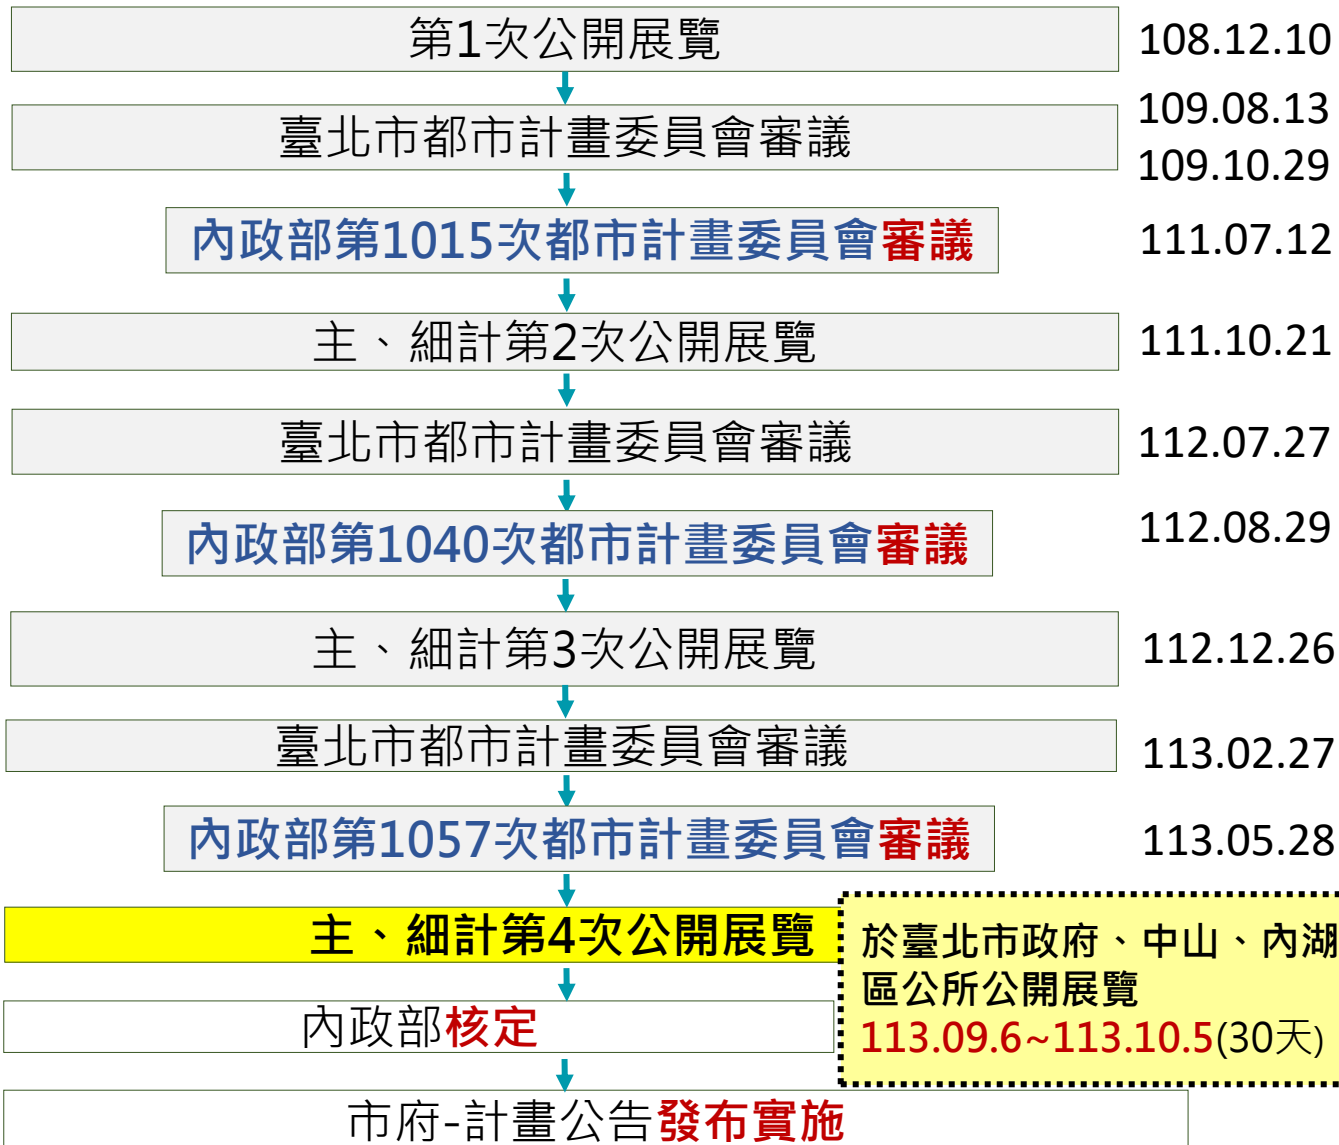 第1次公開展覽
108.12.10
臺北市都市計畫委員會審議
109.08.13
109.10.29
內政部第1015次都市計畫委員會審議
111.07.12
主、細計第2次公開展覽
111.10.21
臺北市都市計畫委員會審議
112.07.27
內政部第1040次都市計畫委員會審議
112.08.29
主、細計第3次公開展覽
112.12.26
臺北市都市計畫委員會審議
113.02.27
內政部第1057次都市計畫委員會審議
113.05.28
主、細計第4次公開展覽
於臺北市政府、中山、內湖
區公所公開展覽
113.09.6~113.10.5(30天)
內政部核定
市府-計畫公告發布實施